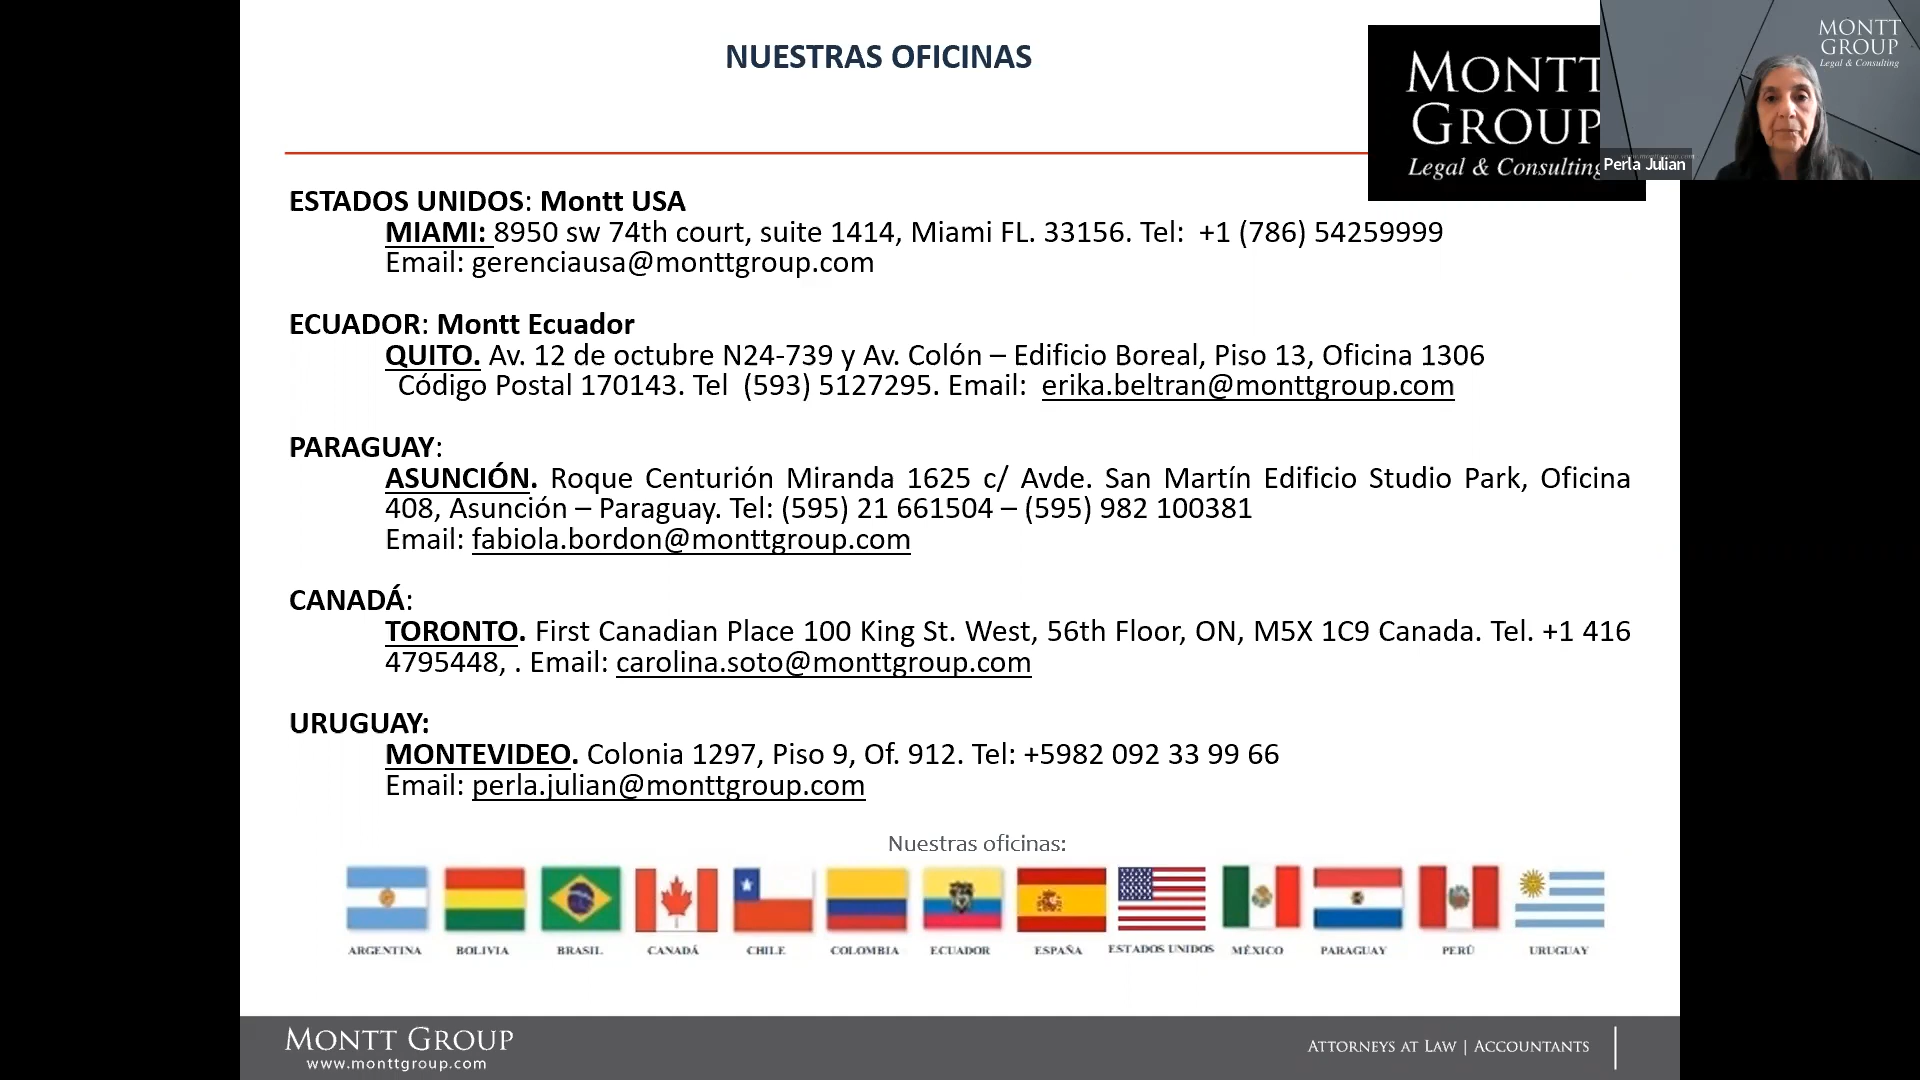 NUESTRAS OFICINAS
MONTT
GROUP
Legal & Consulting
MONTT
GROUP
Legal & Consulting
Perla Julian
ESTADOS UNIDOS: Montt USA
MIAMI: 8950 sw 74th court, suite 1414, Miami FL. 33156. Tel: +1 (786) 54259999
Email: gerenciausa@monttgroup.com
ECUADOR: Montt Ecuador
QUITO. Av. 12 de octubre N24-739 y Av. Colón – Edificio Boreal, Piso 13, Oficina 1306
Código Postal 170143. Tel (593) 5127295. Email: erika.beltran@monttgroup.com
PARAGUAY:
ASUNCIÓN. Roque Centurión Miranda 1625 c/ Avde. San Martín Edificio Studio Park, Oficina
408, Asunción – Paraguay. Tel: (595) 21 661504 – (595) 982 100381
Email: fabiola.bordon@monttgroup.com
CANADÁ:
TORONTO. First Canadian Place 100 King St. West, 56th Floor, ON, M5X 1C9 Canada. Tel. +1 416
4795448, . Email: carolina.soto@monttgroup.com
URUGUAY:
MONTEVIDEO. Colonia 1297, Piso 9, Of. 912. Tel: +5982 092 33 99 66
Email: perla.julian@monttgroup.com
Nuestras oficinas:
ARGENTINA BOLIVIA BRASIL CANADÁ CHILE COLOMBIA ECUADOR ESPAÑA ESTADOS UNIDOS MÉXICO PARAGUAY PERÚ URUGUAY
MONTT GROUP
www.monttgroup.com
ATTORNEYS AT LAW | ACCOUNTANTS